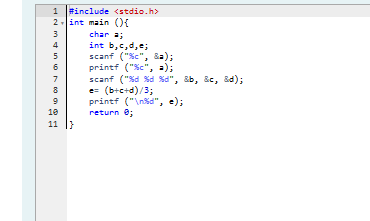 1 #include <stdio.h>
2 int main (){
3 char a;
4 int b,c,d,e;
5 scanf ("%c", &a);
6 printf ("%c", a);
7 scanf ("%d %d %d", &b, &c, &d);
8 e= (b+c+d)/3;
9 printf ("\n%d", e);
10 return 0;
11 }